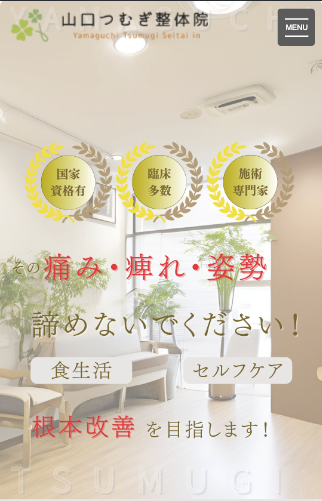 YAMAGUCHI
山口つむぎ整体院
Yamaguchi Tsumugi Seitai in
MENU
国家
資格有
臨床
多数
施術
専門家
その痛み・痺れ・姿勢
諦めないでください！
食生活
セルフケア
根本改善を目指します！
TSUMUGI